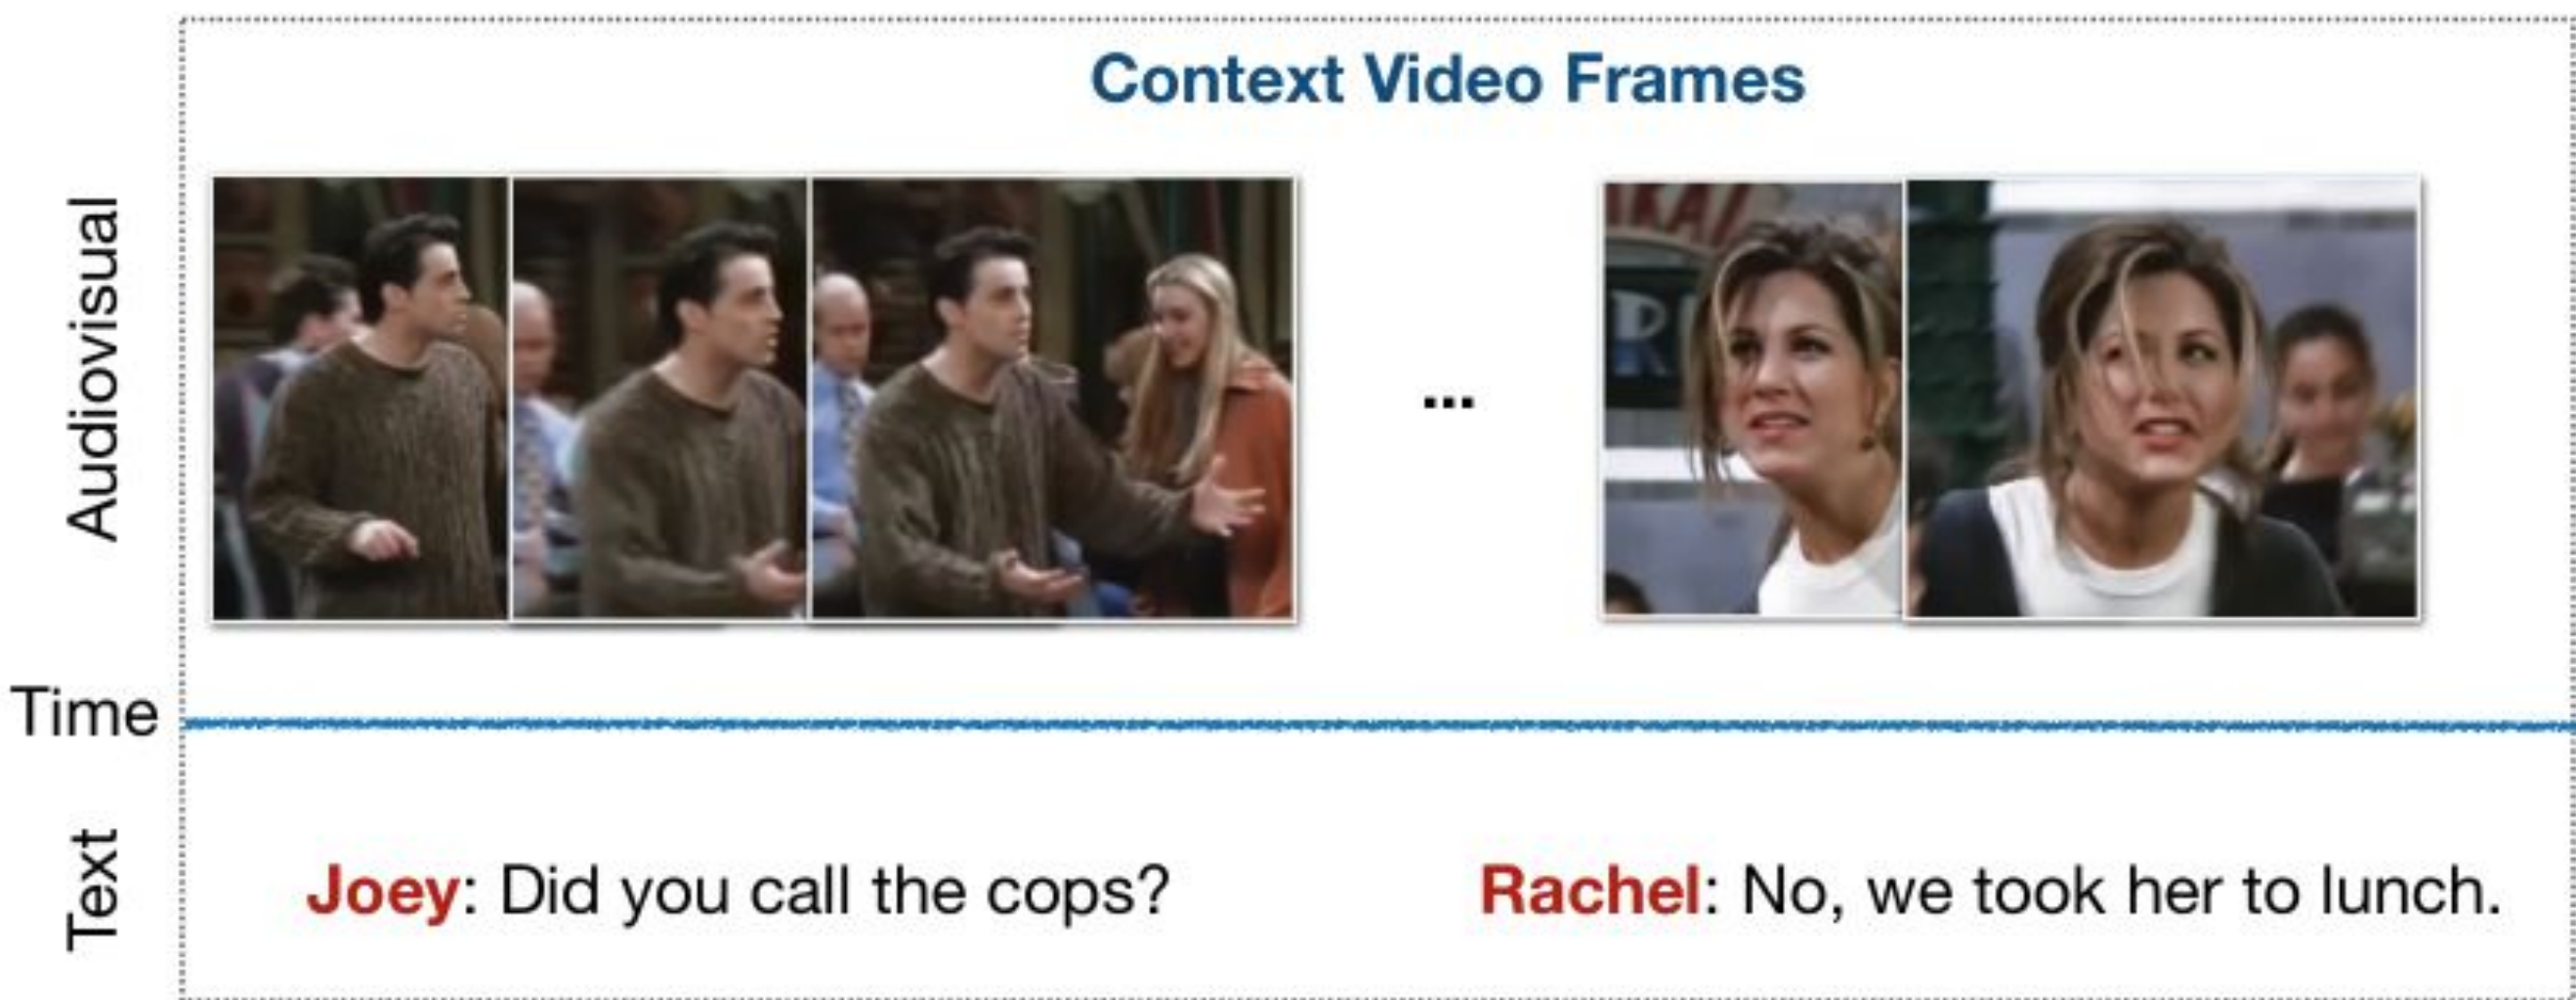 Context Video Frames
Audiovisual
...
Time
Text
Joey: Did you call the cops?
Rachel: No, we took her to lunch.